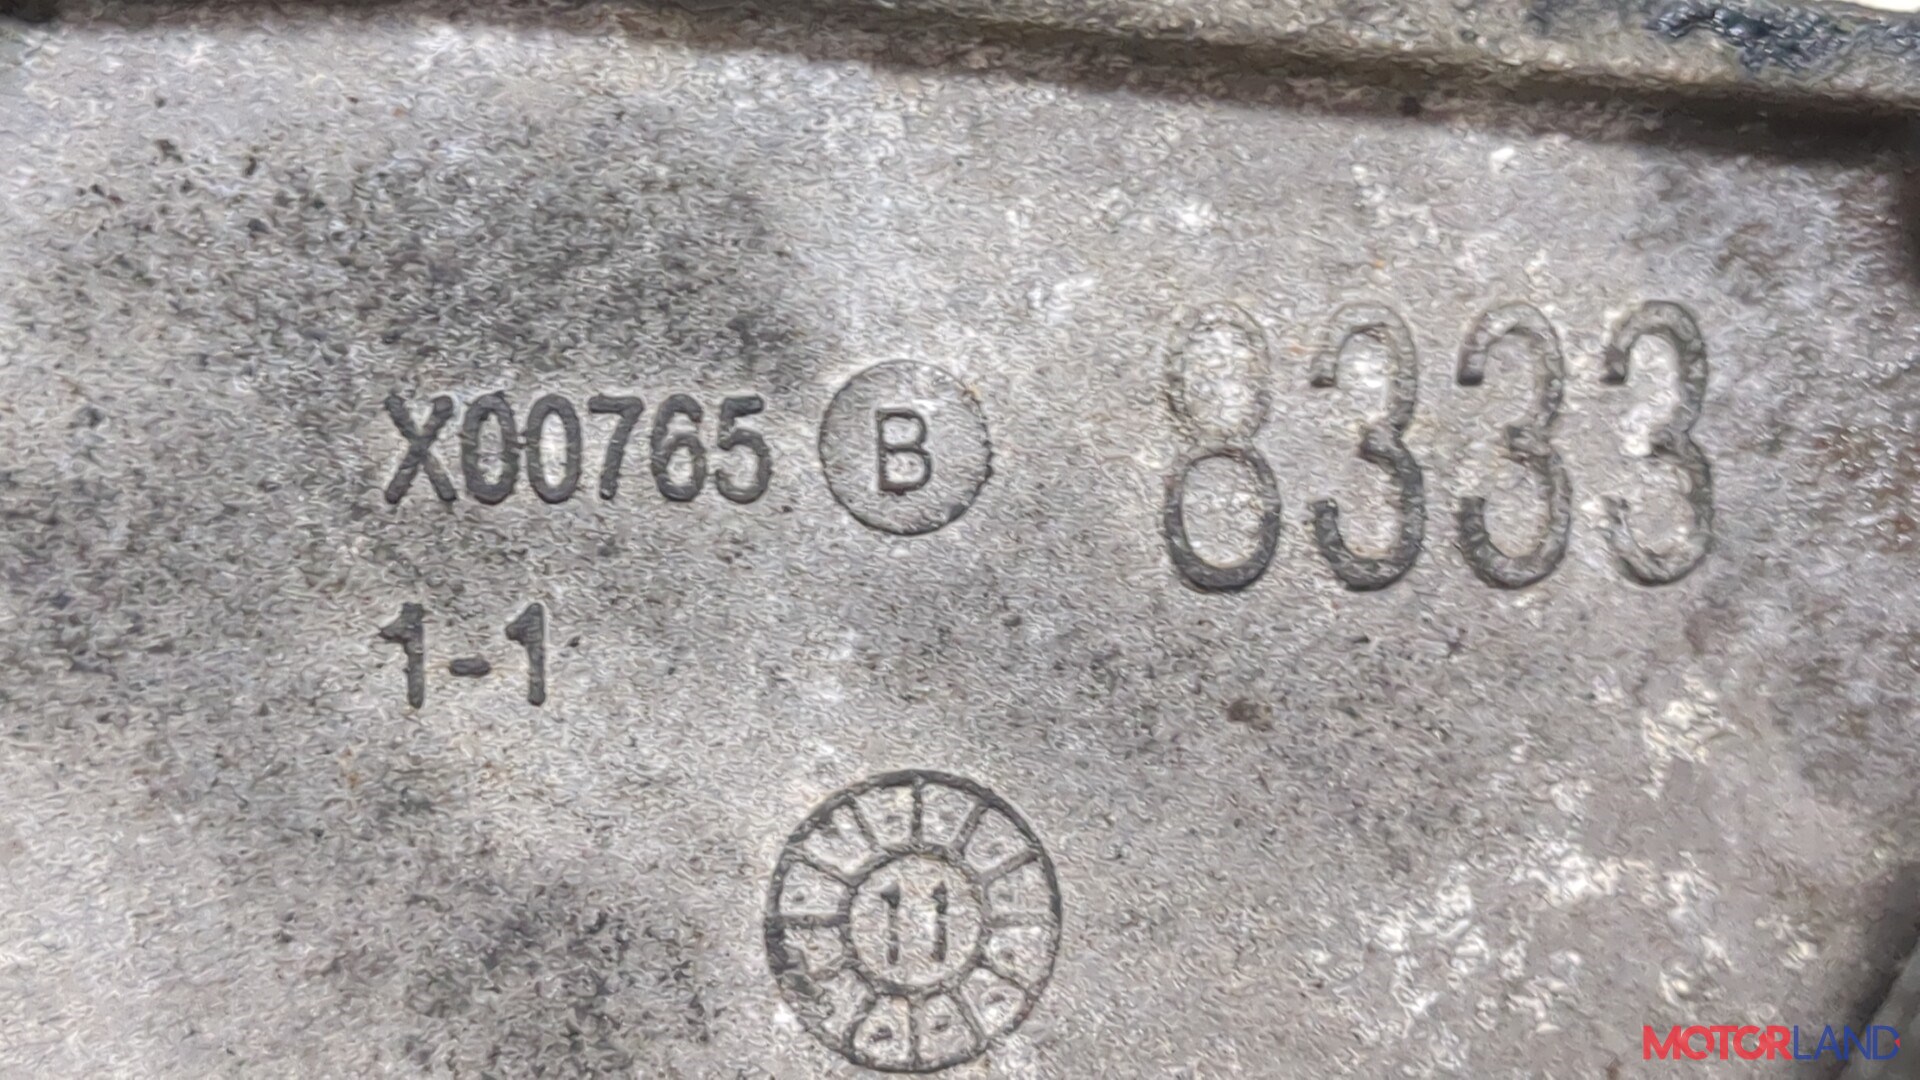 X00765 B 8333
1-1
11
MOTORLAND